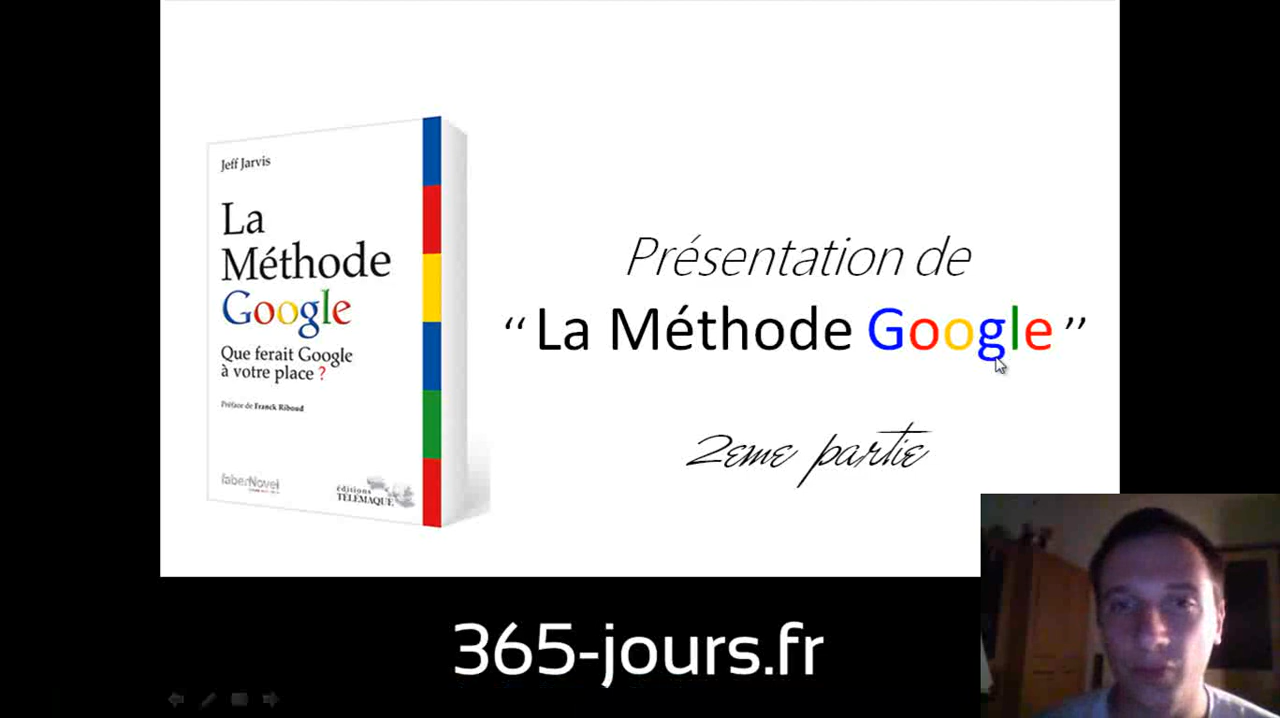 Jeff Jarvis
La
Méthode
Google
Que ferait Google
à votre place ?
Préface de Franck Riboud
faberNovel
éditions
TÉLÉMAQUE
Présentation de
“ La Méthode Google ”
2eme partie
365-jours.fr